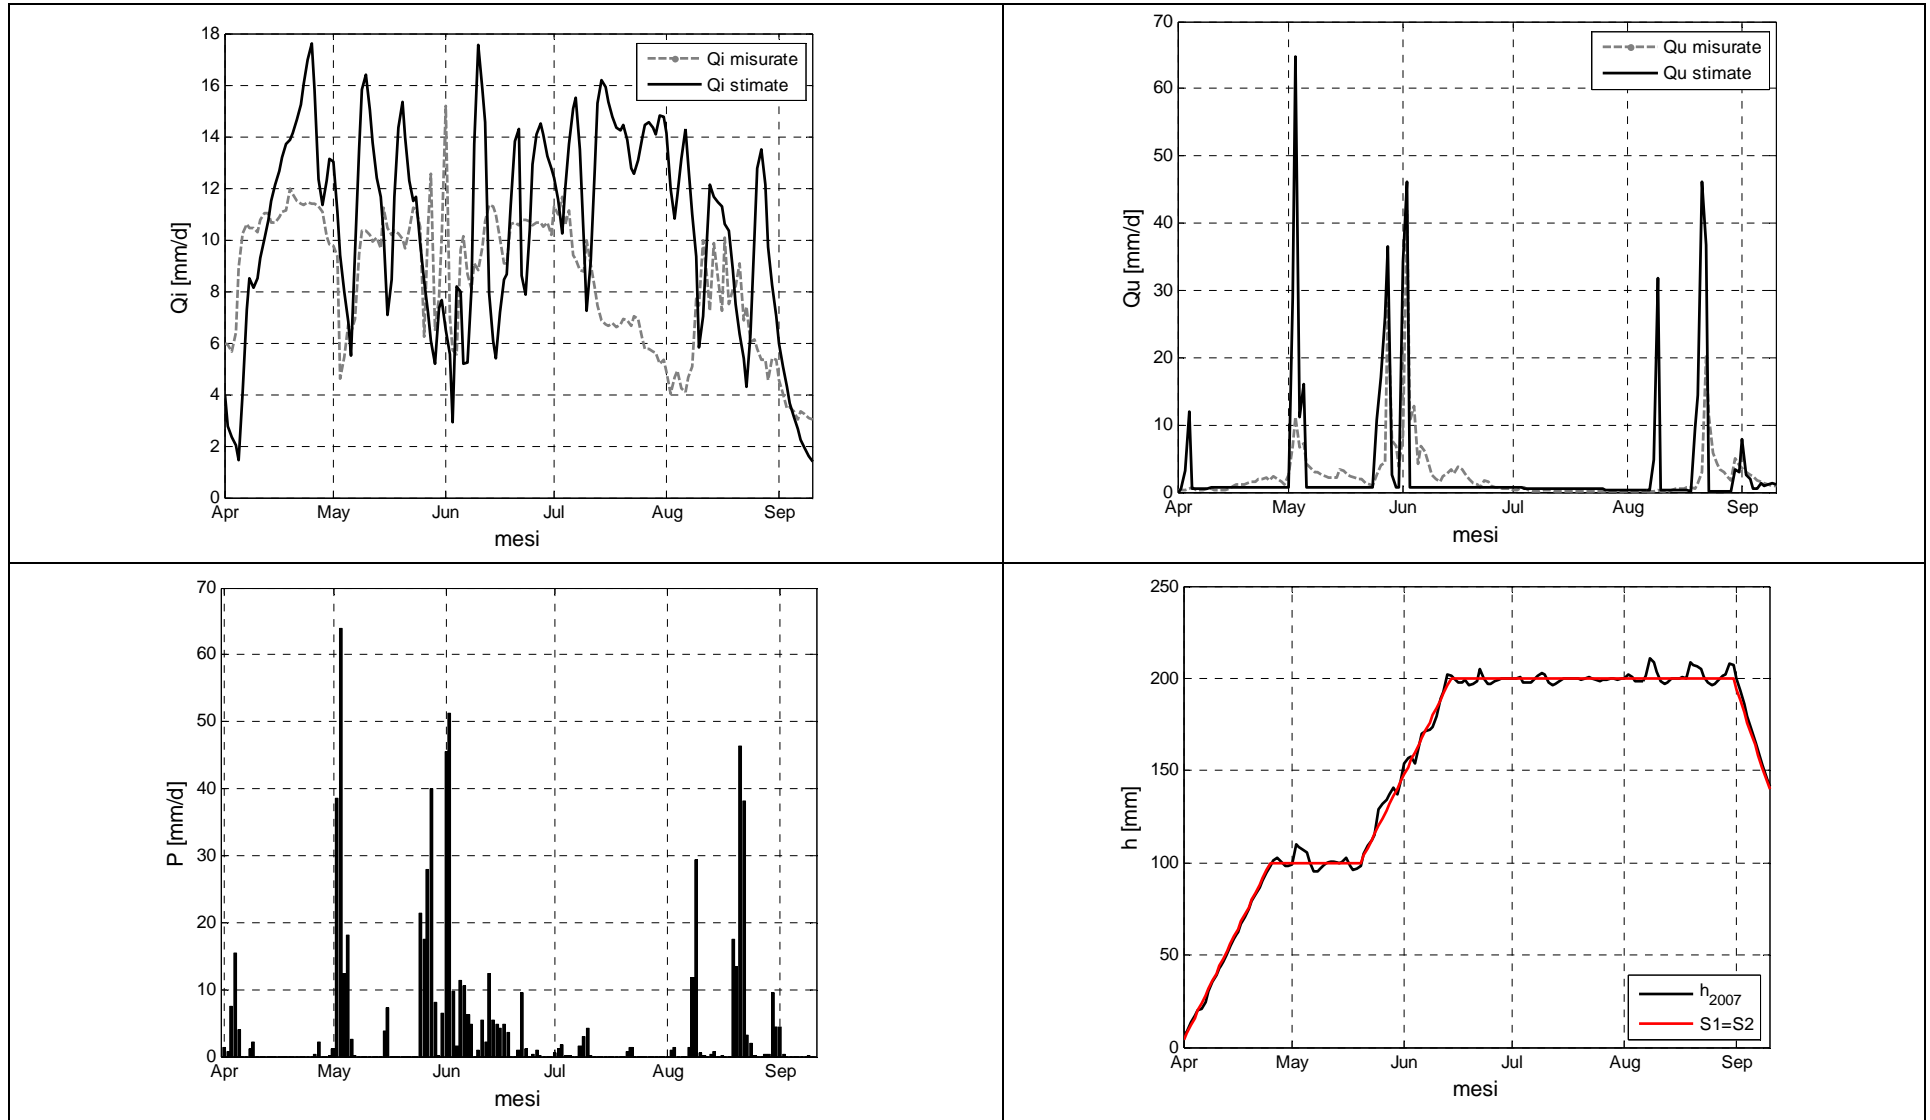 18
16
14
12
10
8
6
4
2
0
Qi [mm/d]
Qi misurate
Qi stimate
Apr May Jun Jul Aug Sep
mesi
70
60
50
40
30
20
10
0
Qu [mm/d]
Qu misurate
Qu stimate
Apr May Jun Jul Aug Sep
mesi
70
60
50
40
30
20
10
0
P [mm/d]
Apr May Jun Jul Aug Sep
mesi
250
200
150
100
50
0
h [mm]
h2007
S1=S2
Apr May Jun Jul Aug Sep
mesi